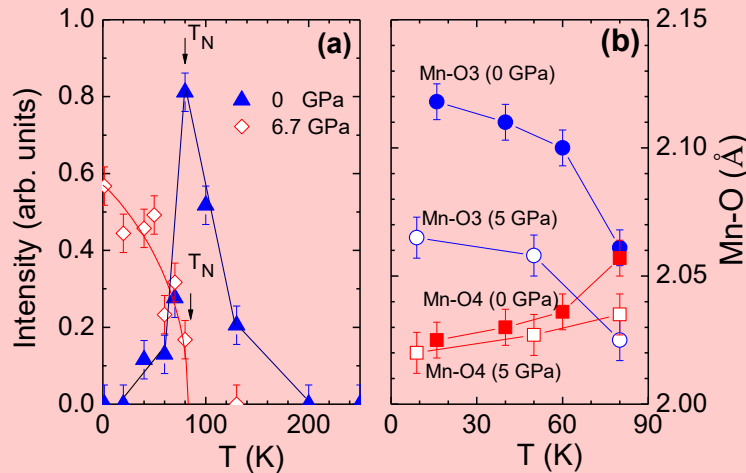 (a)
T_N
0 GPa
6.7 GPa
T_N
Intensity (arb. units)
1.0
0.8
0.6
0.4
0.2
0.0
0
100
200
T (K)
(b)
Mn-O3 (0 GPa)
Mn-O3 (5 GPa)
Mn-O4 (0 GPa)
Mn-O4 (5 GPa)
0
30
60
90
T (K)
2.15
2.10
2.05
2.00
Mn-O (Å)